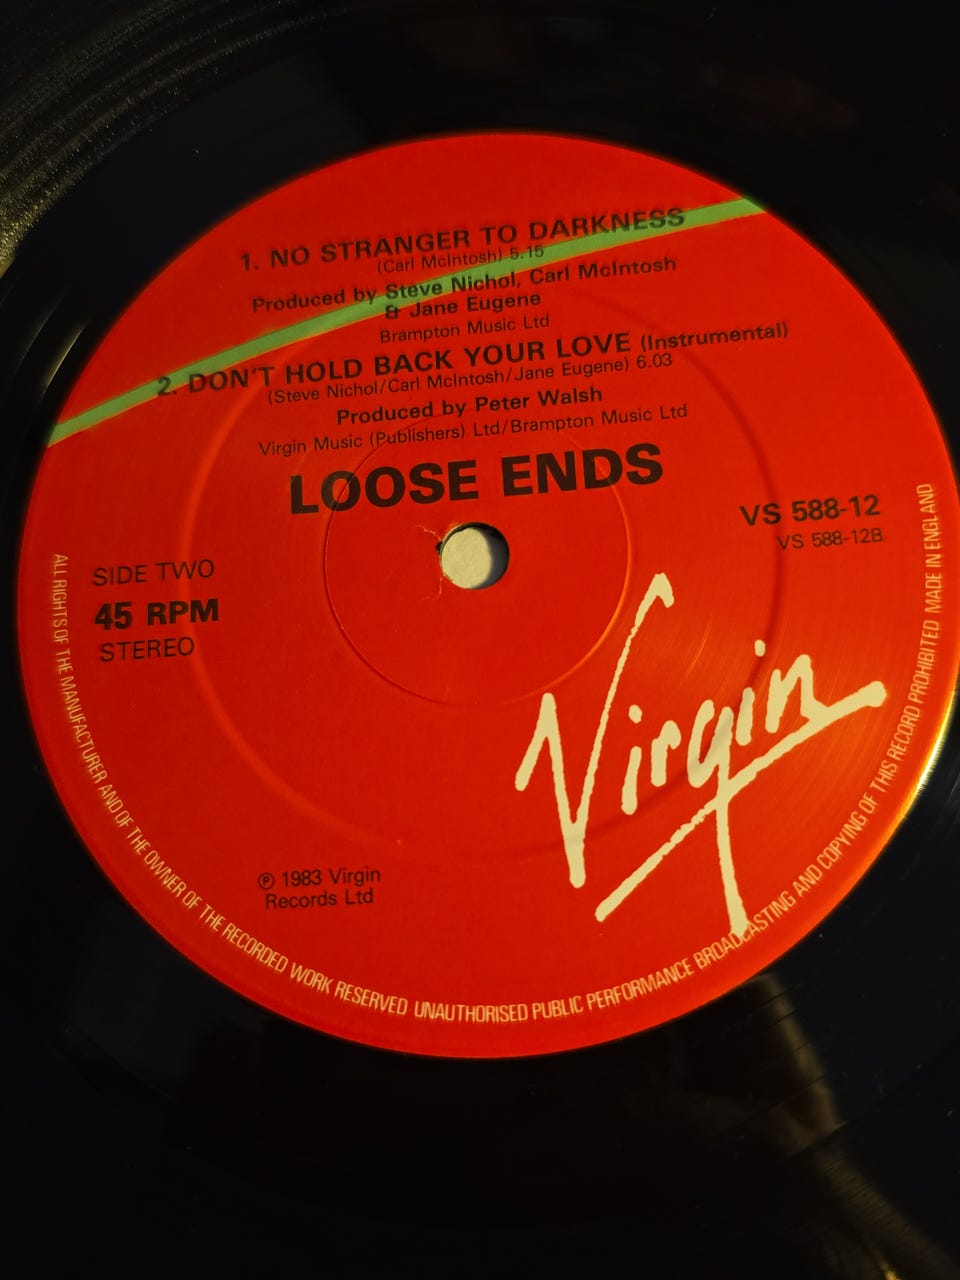 1. NO STRANGER TO DARKNESS
(Carl McIntosh) 5.15
Produced by Steve Nichol, Carl McIntosh
& Jane Eugene
Brampton Music Ltd
2. DON'T HOLD BACK YOUR LOVE (Instrumental)
(Steve Nichol/Carl McIntosh/Jane Eugene) 6.03
Produced by Peter Walsh
Virgin Music (Publishers) Ltd/Brampton Music Ltd
LOOSE ENDS
VS 588-12
VS 588-12B
SIDE TWO
45 RPM
STEREO
Virgin
℗ 1983 Virgin
Records Ltd
ALL RIGHTS OF THE MANUFACTURER AND OF THE OWNER OF THE RECORDED WORK RESERVED UNAUTHORISED PUBLIC PERFORMANCE BROADCASTING AND COPYING OF THIS RECORD PROHIBITED MADE IN ENGLAND